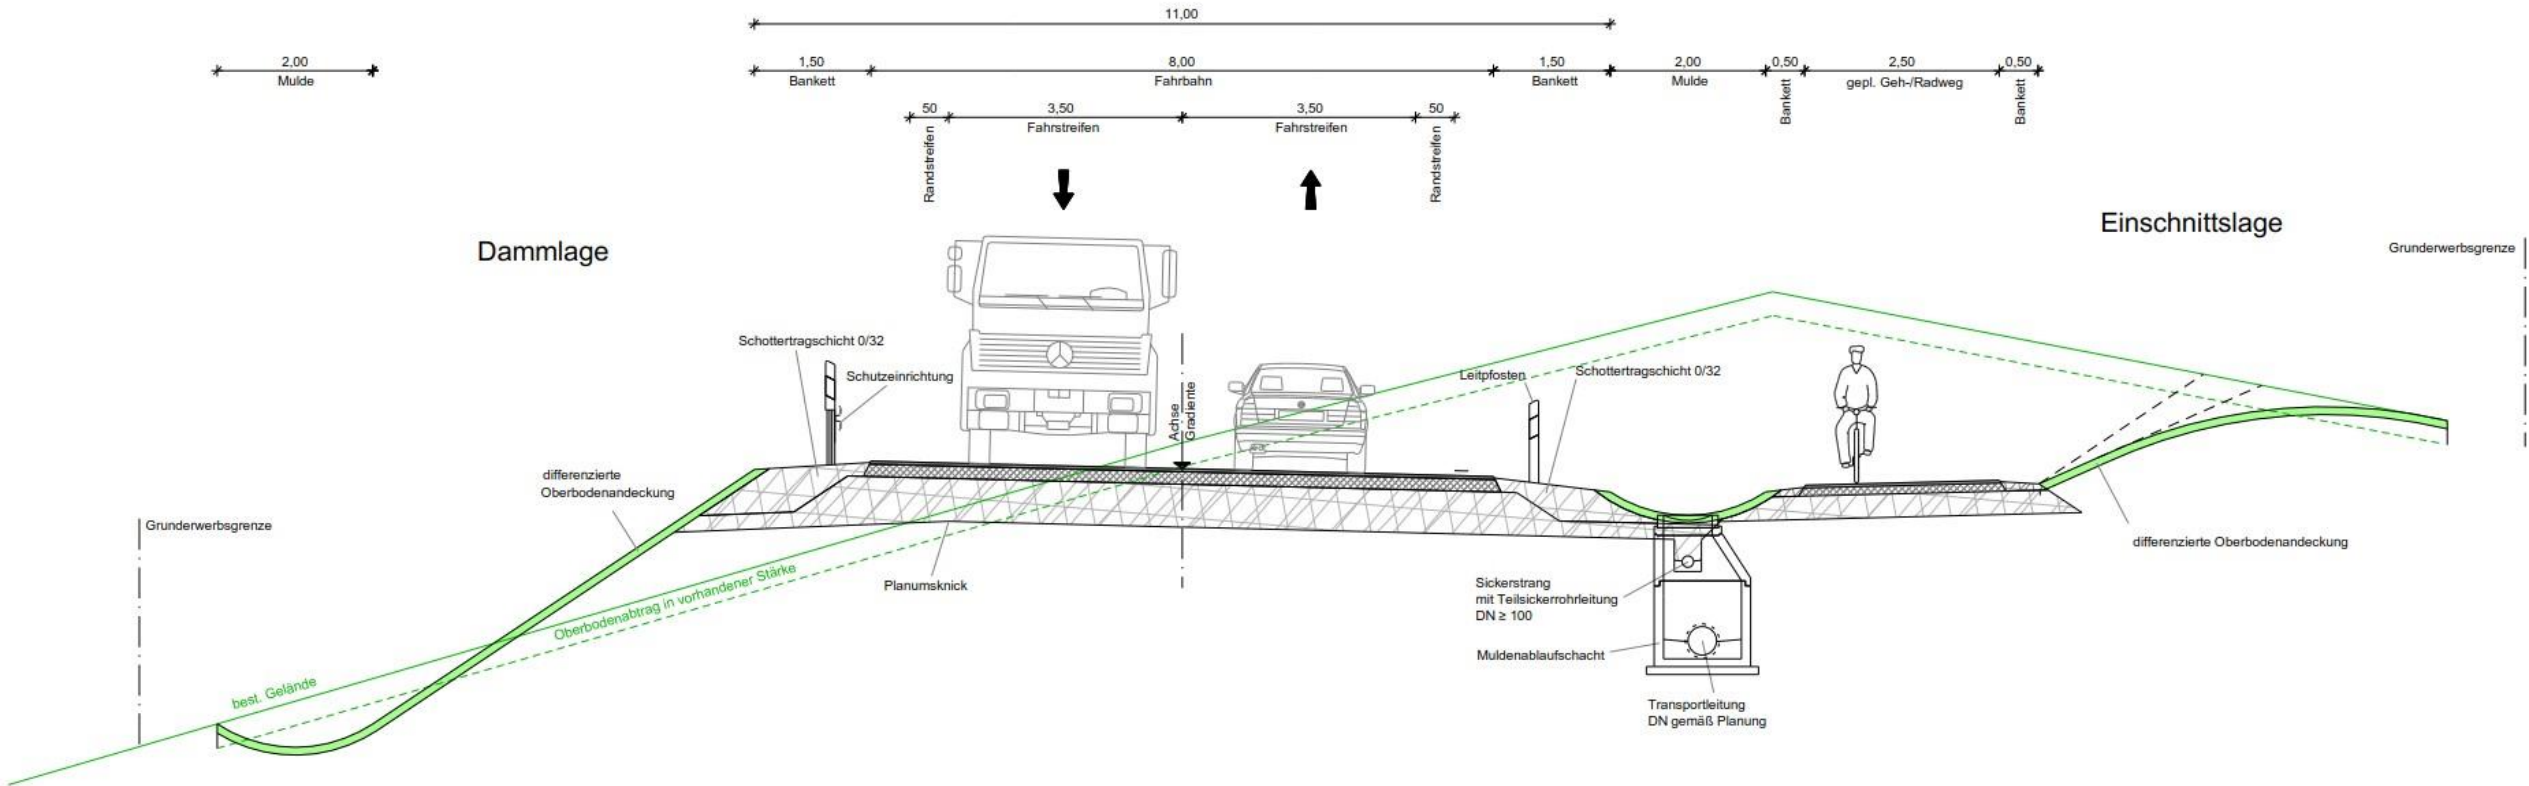 11,00
2,00
Mulde
1,50
Bankett
8,00
Fahrbahn
1,50
Bankett
2,00
Mulde
0,50
Bankett
2,50
gepl. Geh-/Radweg
0,50
Bankett
50
Randstreifen
3,50
Fahrstreifen
3,50
Fahrstreifen
50
Randstreifen
Dammlage
Einschnittslage
Grunderwerbsgrenze
Schottertragschicht 0/32
Schutzeinrichtung
Achse
Gradiente
Leitpfosten
Schottertragschicht 0/32
differenzierte
Oberbodenandeckung
Grunderwerbsgrenze
differenzierte Oberbodenandeckung
Oberbodenabtrag in vorhandener Stärke
Planumsknick
Sickerstrang
mit Teilsickerrohrleitung
DN ≥ 100
Muldenablaufschacht
best. Gelände
Transportleitung
DN gemäß Planung